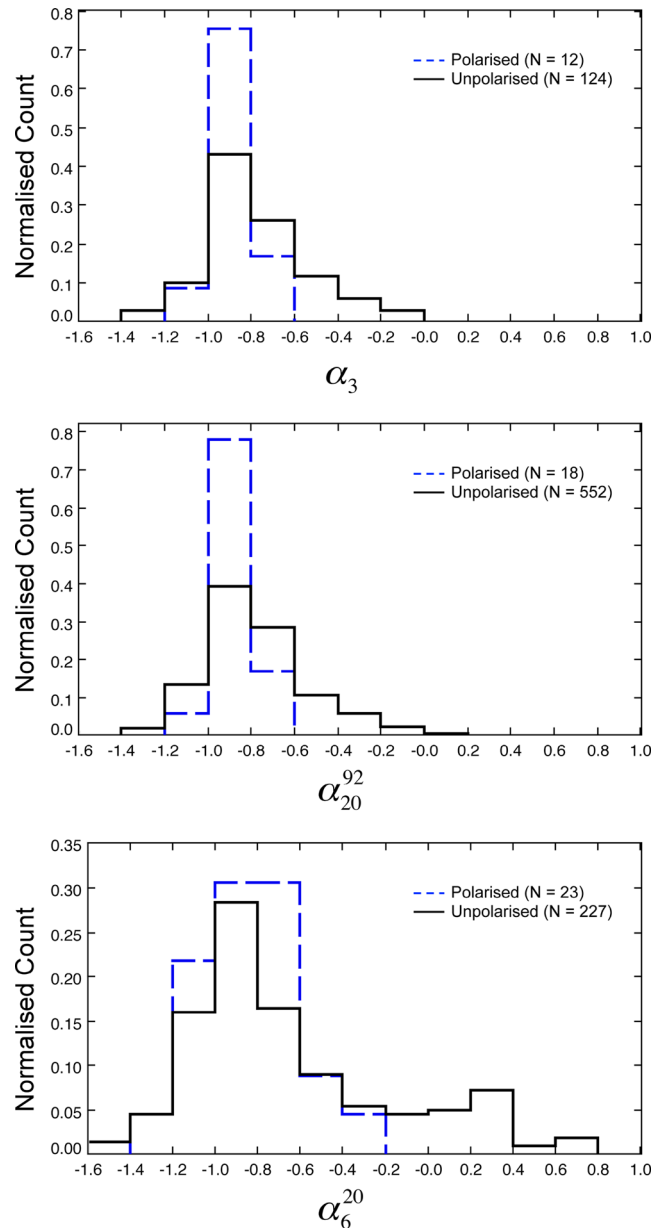 0.8
0.7
0.6
0.5
0.4
0.3
0.2
0.1
0.0
Normalised Count
Polarised (N = 12)
Unpolarised (N = 124)
-1.6 -1.4 -1.2 -1.0 -0.8 -0.6 -0.4 -0.2 -0.0 0.2 0.4 0.6 0.8 1.0
α₃
0.8
0.7
0.6
0.5
0.4
0.3
0.2
0.1
0.0
Normalised Count
Polarised (N = 18)
Unpolarised (N = 552)
-1.6 -1.4 -1.2 -1.0 -0.8 -0.6 -0.4 -0.2 -0.0 0.2 0.4 0.6 0.8 1.0
α₂₀⁹²
0.35
0.30
0.25
0.20
0.15
0.10
0.05
0.00
Normalised Count
Polarised (N = 23)
Unpolarised (N = 227)
-1.6 -1.4 -1.2 -1.0 -0.8 -0.6 -0.4 -0.2 -0.0 0.2 0.4 0.6 0.8 1.0
α₆²⁰